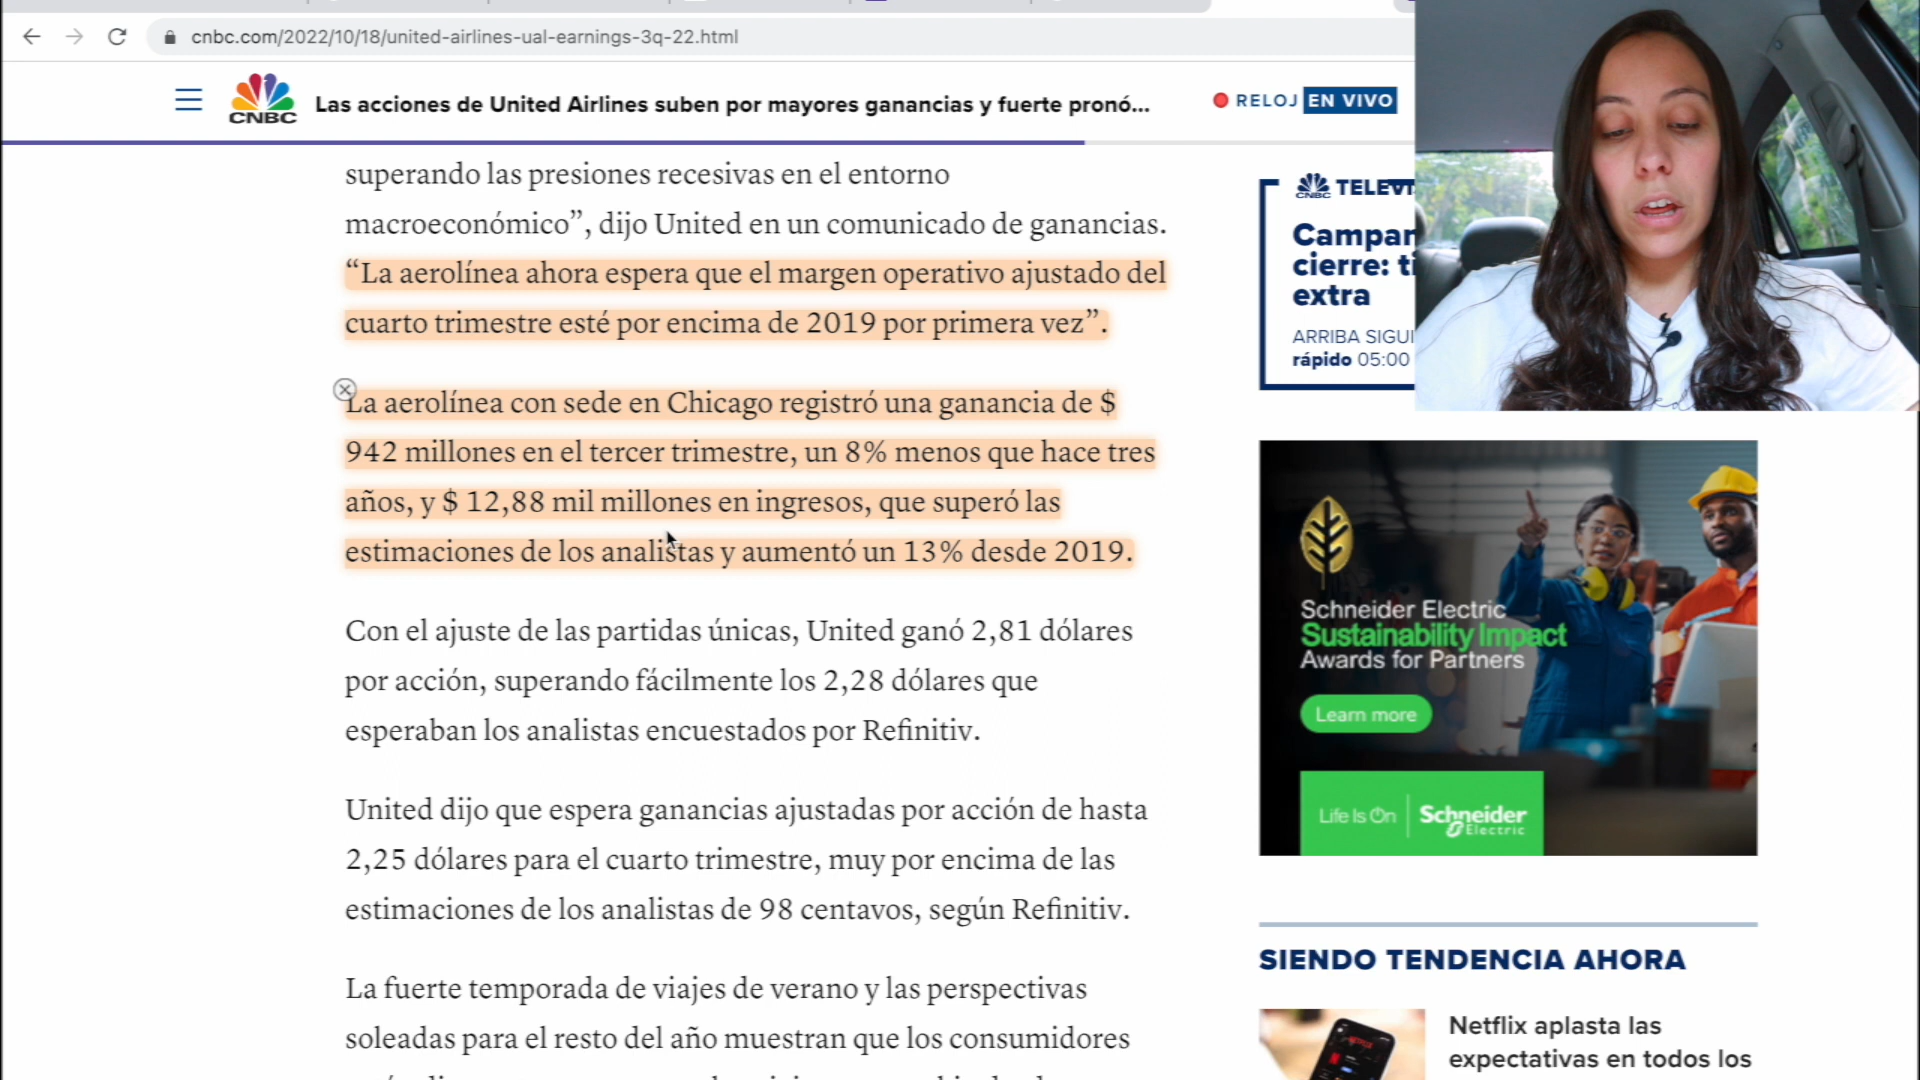 cnbc.com/2022/10/18/united-airlines-ual-earnings-3q-22.html
CNBC
Las acciones de United Airlines suben por mayores ganancias y fuerte pronó...
RELOJ EN VIVO
superando las presiones recesivas en el entorno
macroeconómico”, dijo United en un comunicado de ganancias.
“La aerolínea ahora espera que el margen operativo ajustado del
cuarto trimestre esté por encima de 2019 por primera vez”.
La aerolínea con sede en Chicago registró una ganancia de $
942 millones en el tercer trimestre, un 8% menos que hace tres
años, y $ 12,88 mil millones en ingresos, que superó las
estimaciones de los analistas y aumentó un 13% desde 2019.
Con el ajuste de las partidas únicas, United ganó 2,81 dólares
por acción, superando fácilmente los 2,28 dólares que
esperaban los analistas encuestados por Refinitiv.
United dijo que espera ganancias ajustadas por acción de hasta
2,25 dólares para el cuarto trimestre, muy por encima de las
estimaciones de los analistas de 98 centavos, según Refinitiv.
La fuerte temporada de viajes de verano y las perspectivas
soleadas para el resto del año muestran que los consumidores
CNBC
cierre:
extra
ARRIBA
rápido 05:00
Schneider Electric
Sustainability Impact
Awards for Partners
Learn more
Life Is On
Schneider
Electric
SIENDO TENDENCIA AHORA
Netflix aplasta las
expectativas en todos los